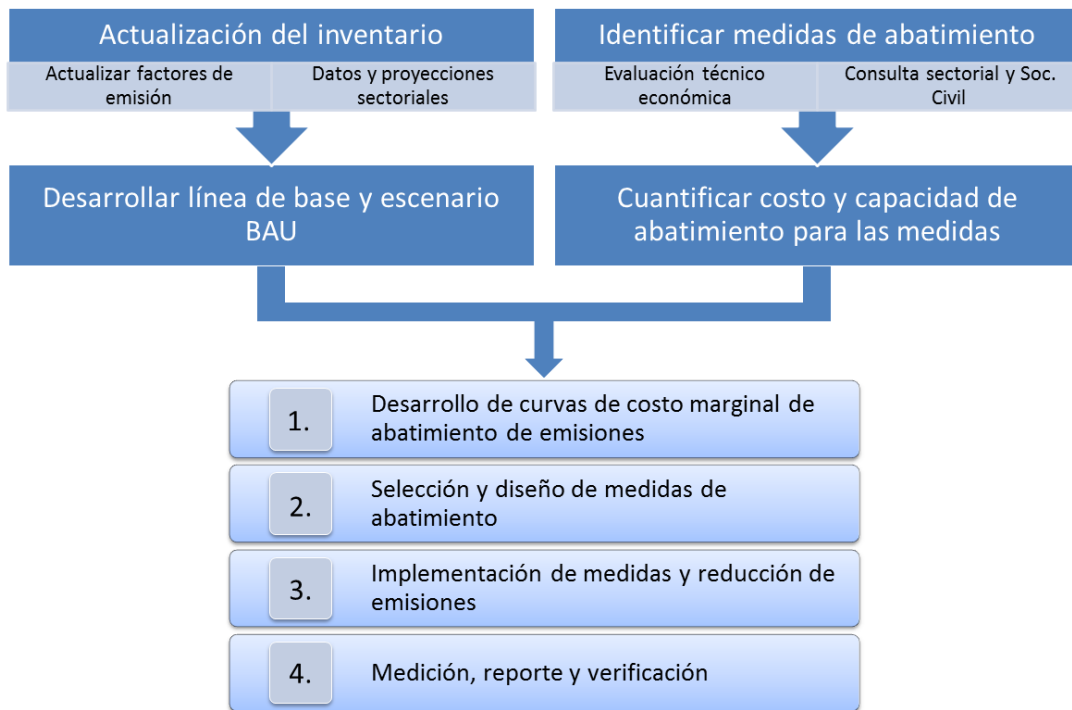 Actualización del inventario
Actualizar factores de
emisión
Datos y proyecciones
sectoriales
Identificar medidas de abatimiento
Evaluación técnico
económica
Consulta sectorial y Soc.
Civil
Desarrollar línea de base y escenario
BAU
Cuantificar costo y capacidad de
abatimiento para las medidas
1.
Desarrollo de curvas de costo marginal de
abatimiento de emisiones
2.
Selección y diseño de medidas de
abatimiento
3.
Implementación de medidas y reducción de
emisiones
4.
Medición, reporte y verificación